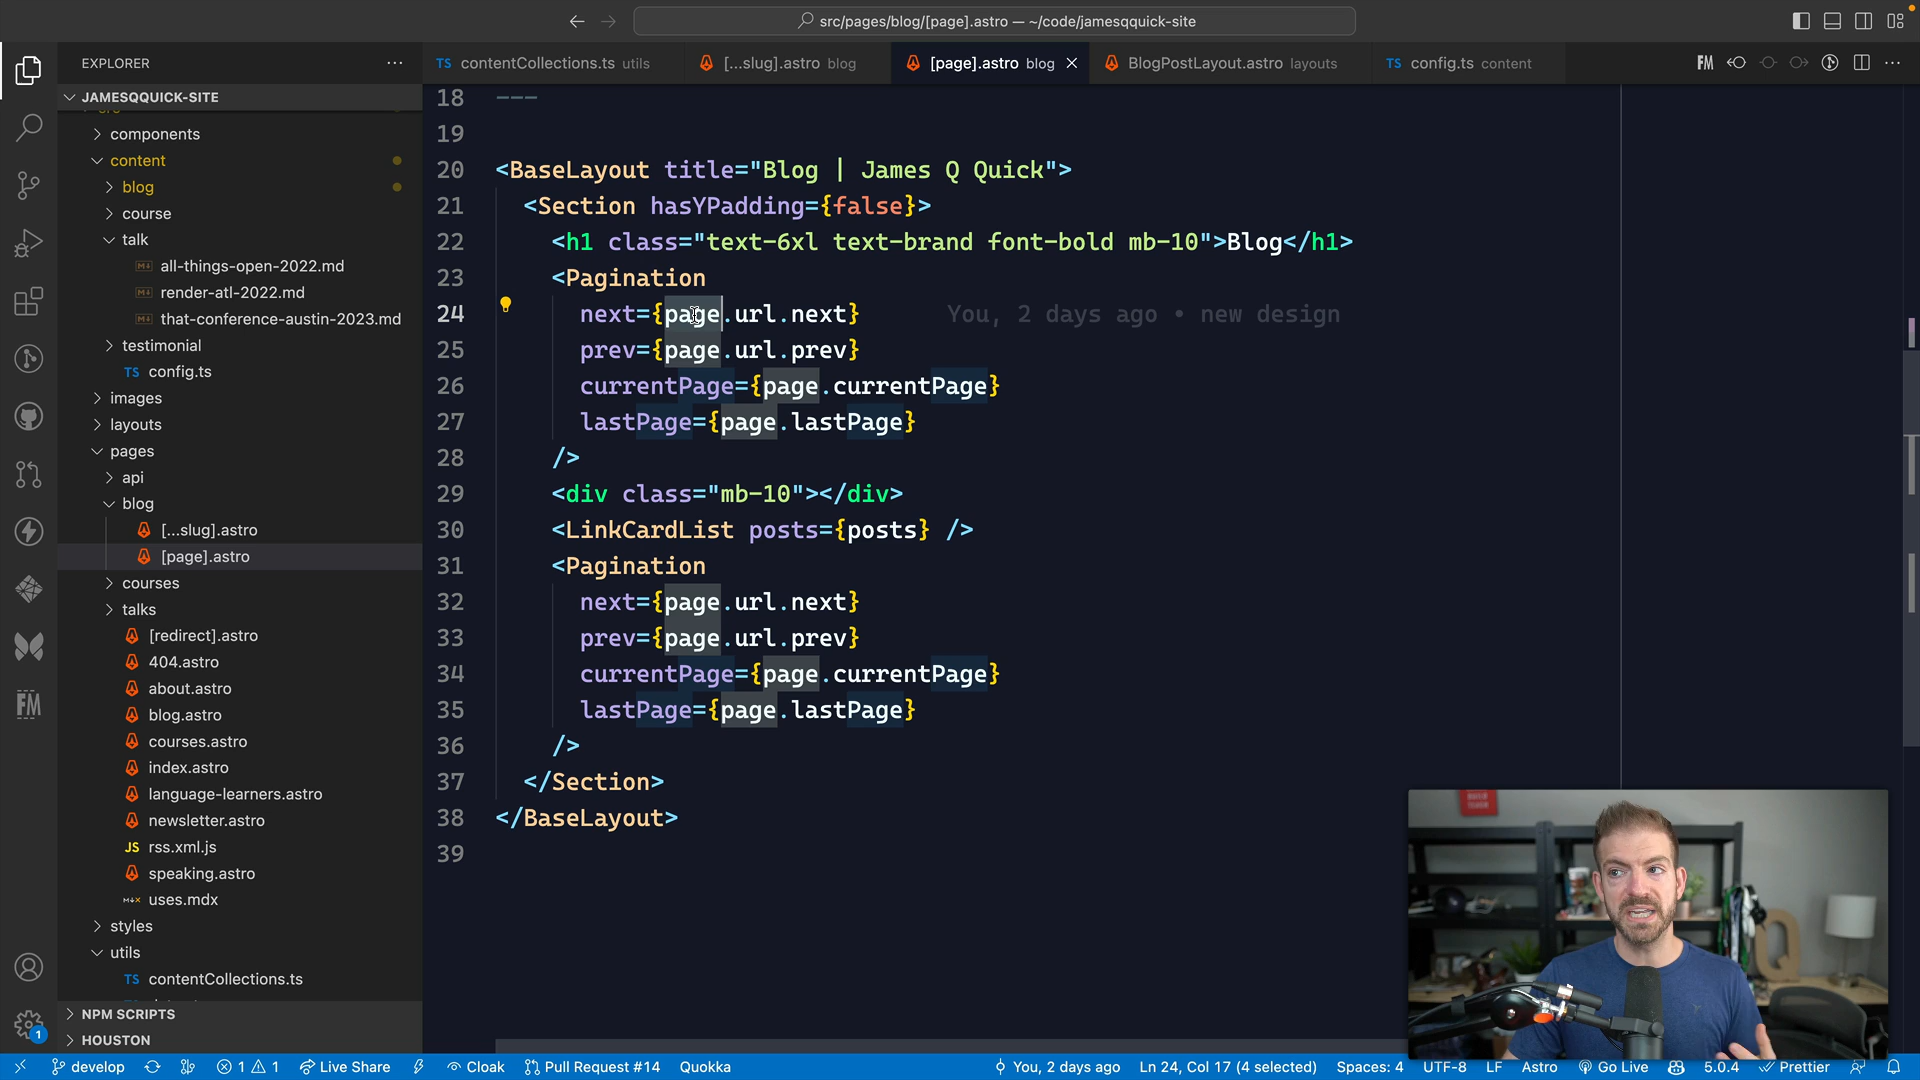 src/pages/blog/[page].astro — ~/code/jamesqquick-site
EXPLORER
TS contentCollections.ts utils
[...slug].astro blog
[page].astro blog
BlogPostLayout.astro layouts
TS config.ts content
FM
JAMESQQUICK-SITE
components
content
blog
course
talk
all-things-open-2022.md
render-atl-2022.md
that-conference-austin-2023.md
testimonial
TS config.ts
images
layouts
pages
api
blog
[...slug].astro
[page].astro
courses
talks
[redirect].astro
404.astro
about.astro
blog.astro
courses.astro
index.astro
language-learners.astro
newsletter.astro
JS rss.xml.js
speaking.astro
uses.mdx
styles
utils
TS contentCollections.ts
NPM SCRIPTS
HOUSTON
FM
1
18 ---
19
20 <BaseLayout title="Blog | James Q Quick">
21 <Section hasYPadding={false}>
22 <h1 class="text-6xl text-brand font-bold mb-10">Blog</h1>
23 <Pagination
24 next={page.url.next} You, 2 days ago • new design
25 prev={page.url.prev}
26 currentPage={page.currentPage}
27 lastPage={page.lastPage}
28 />
29 <div class="mb-10"></div>
30 <LinkCardList posts={posts} />
31 <Pagination
32 next={page.url.next}
33 prev={page.url.prev}
34 currentPage={page.currentPage}
35 lastPage={page.lastPage}
36 />
37 </Section>
38 </BaseLayout>
39
develop 1 1 Live Share Cloak Pull Request #14 Quokka You, 2 days ago Ln 24, Col 17 (4 selected) Spaces: 4 UTF-8 LF Astro Go Live 5.0.4 Prettier